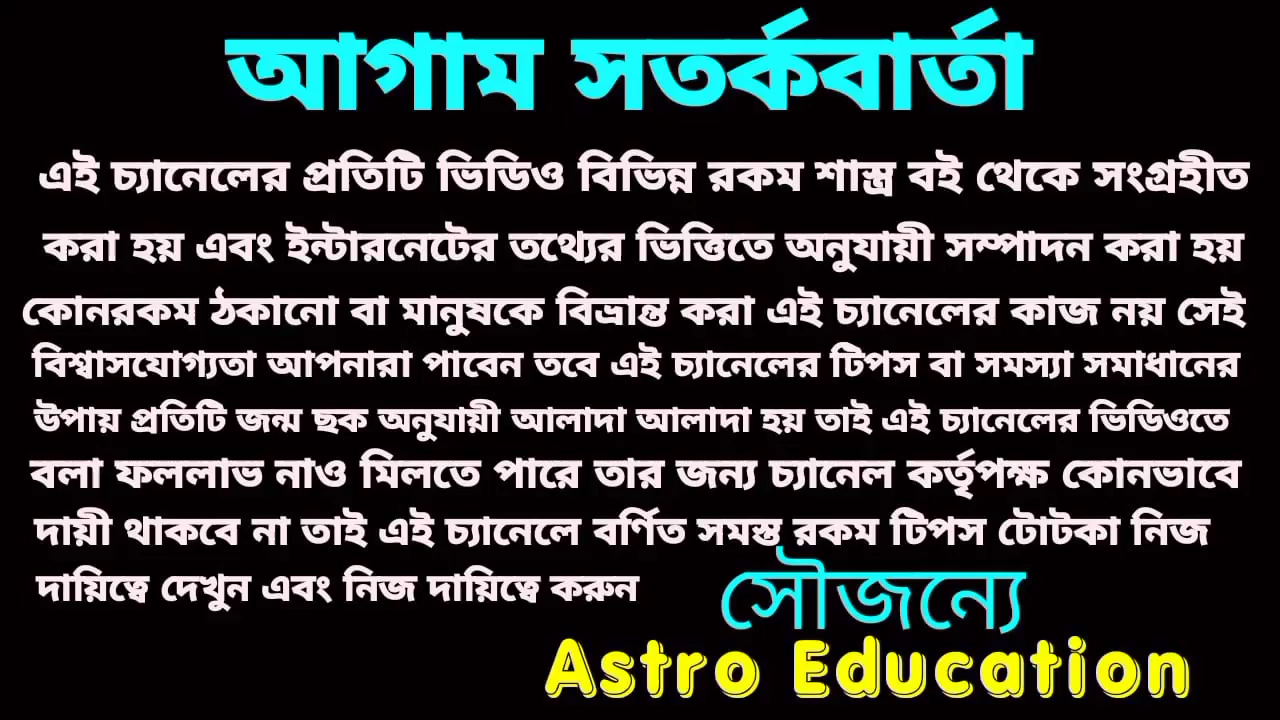 আগাম সতর্কবার্তা
এই চ্যানেলের প্রতিটি ভিডিও বিভিন্ন রকম শাস্ত্র বই থেকে সংগ্রহীত
করা হয় এবং ইন্টারনেটের তথ্যের ভিত্তিতে অনুযায়ী সম্পাদন করা হয়
কোনরকম ঠকানো বা মানুষকে বিভ্রান্ত করা এই চ্যানেলের কাজ নয় সেই
বিশ্বাসযোগ্যতা আপনারা পাবেন তবে এই চ্যানেলের টিপস বা সমস্যা সমাধানের
উপায় প্রতিটি জন্ম ছক অনুযায়ী আলাদা আলাদা হয় তাই এই চ্যানেলের ভিডিওতে
বলা ফললাভ নাও মিলতে পারে তার জন্য চ্যানেল কর্তৃপক্ষ কোনভাবে
দায়ী থাকবে না তাই এই চ্যানেলে বর্ণিত সমস্ত রকম টিপস টোটকা নিজ
দায়িত্বে দেখুন এবং নিজ দায়িত্বে করুন
সৌজন্যে
Astro Education